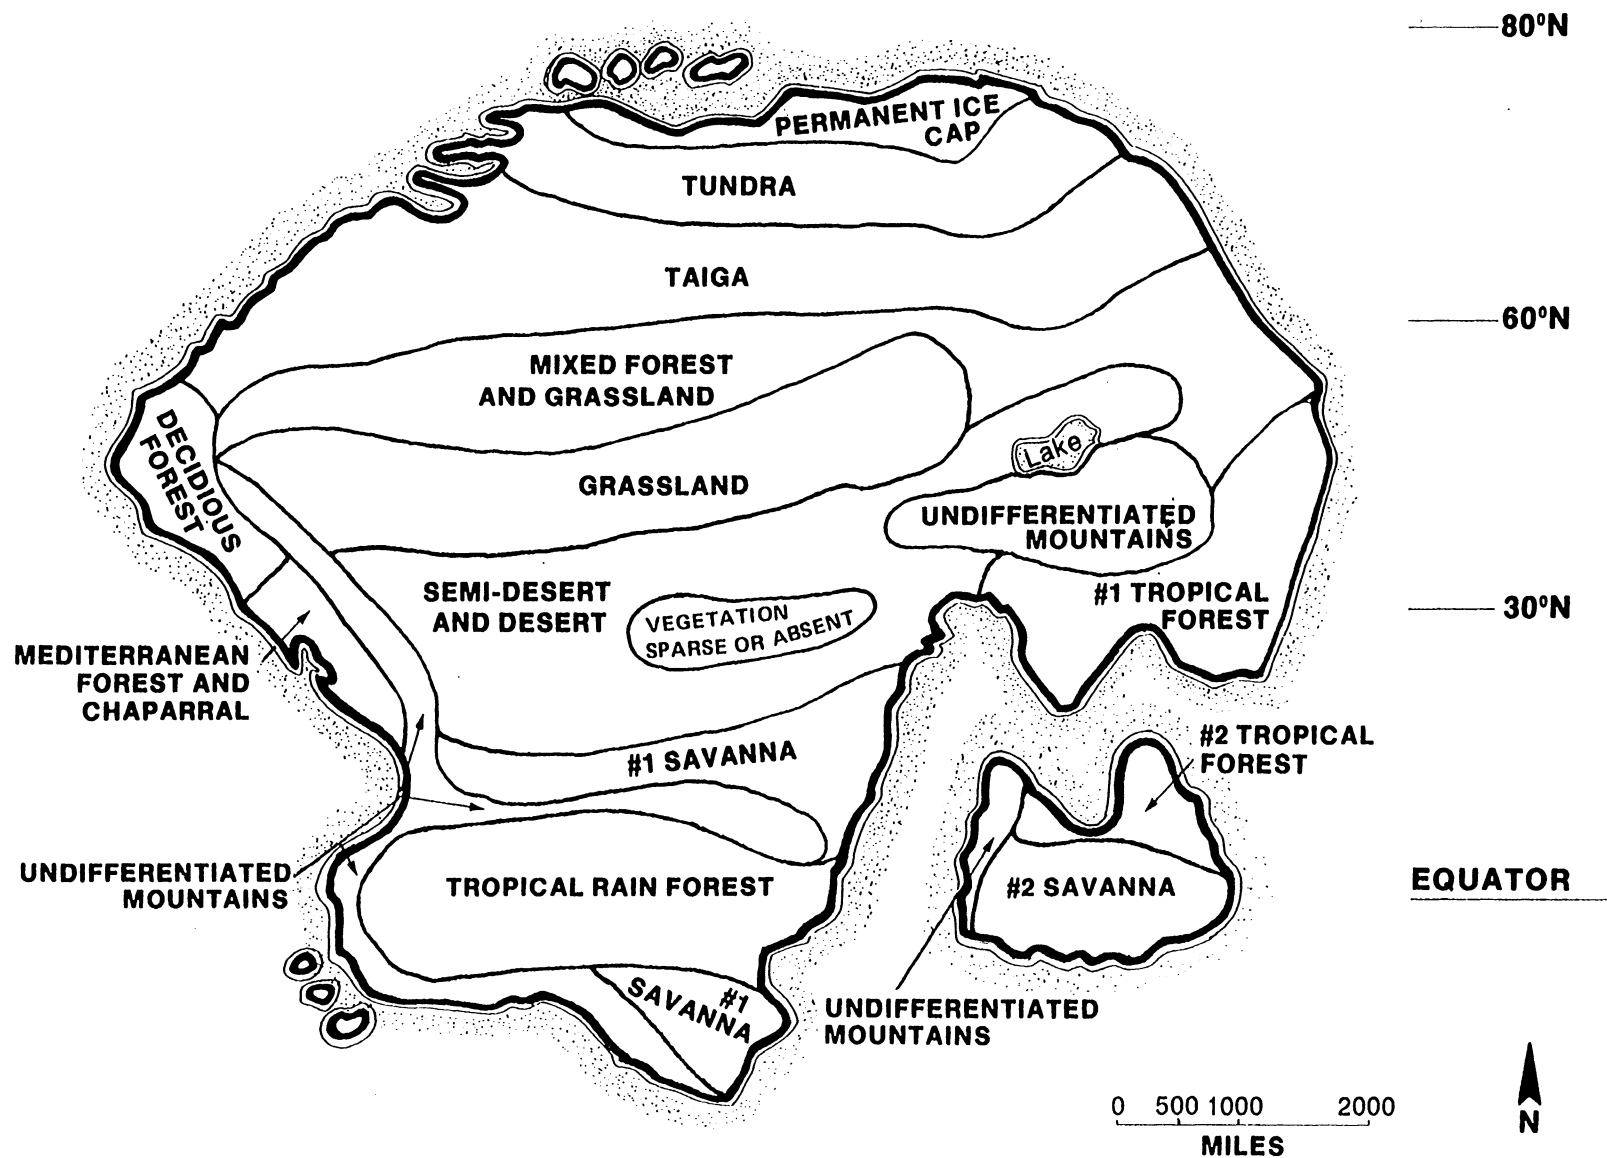 80°N
PERMANENT ICE
CAP
TUNDRA
TAIGA
60°N
MIXED FOREST
AND GRASSLAND
DECIDIOUS
FOREST
Lake
GRASSLAND
UNDIFFERENTIATED
MOUNTAINS
SEMI-DESERT
AND DESERT
VEGETATION
SPARSE OR ABSENT
#1 TROPICAL
FOREST
30°N
MEDITERRANEAN
FOREST AND
CHAPARRAL
#1 SAVANNA
#2 TROPICAL
FOREST
UNDIFFERENTIATED
MOUNTAINS
TROPICAL RAIN FOREST
#2 SAVANNA
EQUATOR
#1
SAVANNA
UNDIFFERENTIATED
MOUNTAINS
0 500 1000 2000
MILES
N